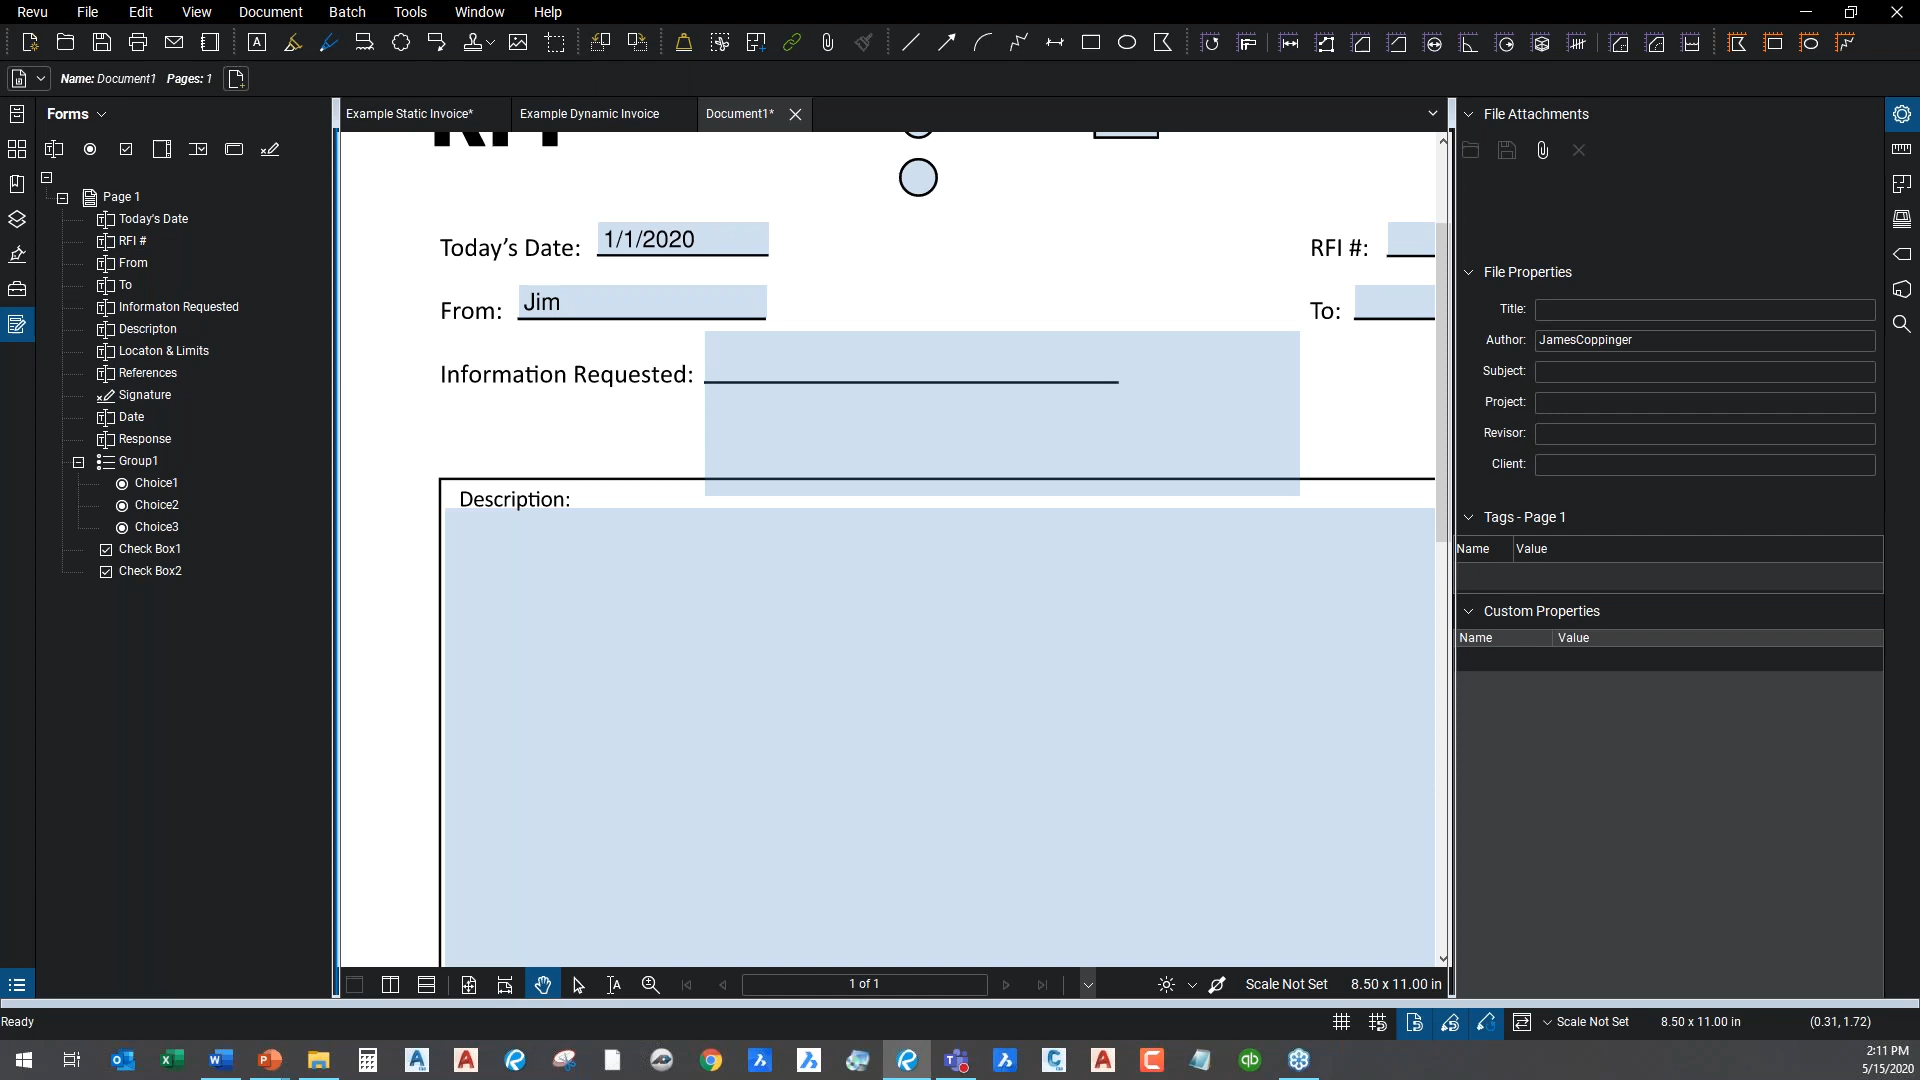 Revu File Edit View Document Batch Tools Window Help
Name: Document1 Pages: 1
Forms
Page 1
Today's Date
RFI #
From
To
Informaton Requested
Descripton
Locaton & Limits
References
Signature
Date
Response
Group1
Choice1
Choice2
Choice3
Check Box1
Check Box2
Example Static Invoice* Example Dynamic Invoice Document1*
Today's Date: 1/1/2020 RFI #:
From: Jim To:
Information Requested:
Description:
1 of 1 Scale Not Set 8.50 x 11.00 in
File Attachments
File Properties
Title:
Author: JamesCoppinger
Subject:
Project:
Revisor:
Client:
Tags - Page 1
Name Value
Custom Properties
Name Value
Ready Scale Not Set 8.50 x 11.00 in (0.31, 1.72)
2:11 PM
5/15/2020